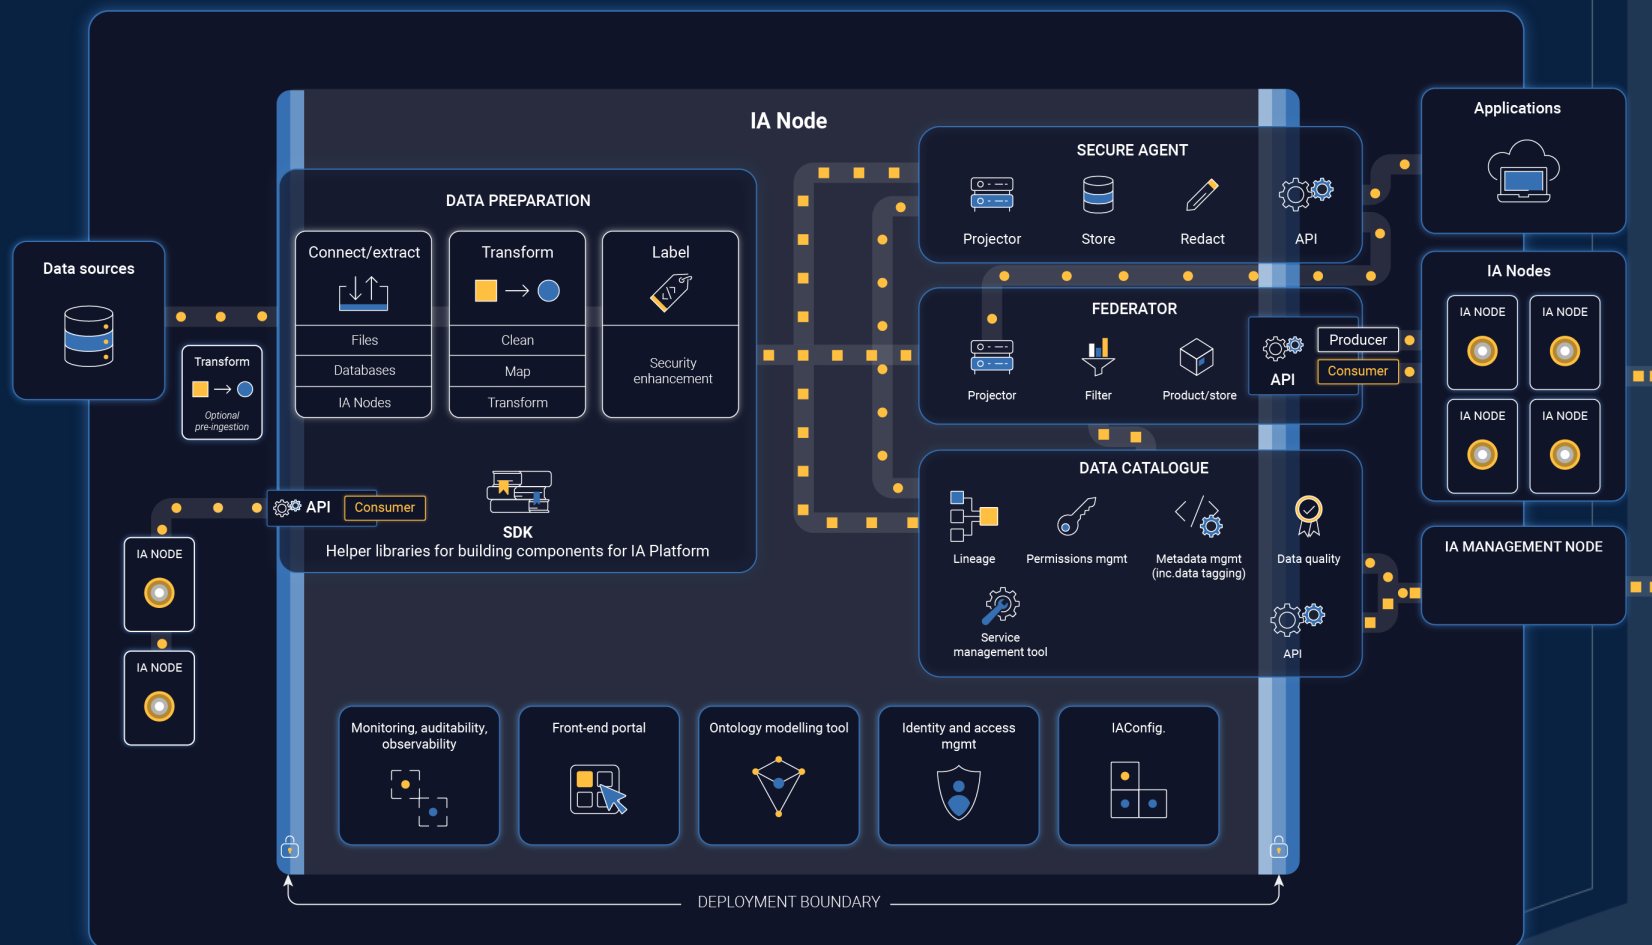 IA Node
Data sources
Transform
Optional
pre-ingestion
DATA PREPARATION
Connect/extract
Files
Databases
IA Nodes
Transform
Clean
Map
Transform
Label
Security
enhancement
API
Consumer
SDK
Helper libraries for building components for IA Platform
IA NODE
IA NODE
SECURE AGENT
Projector
Store
Redact
API
FEDERATOR
Projector
Filter
Product/store
API
Producer
Consumer
DATA CATALOGUE
Lineage
Permissions mgmt
Metadata mgmt
(inc.data tagging)
Data quality
Service
management tool
API
Applications
IA Nodes
IA NODE
IA NODE
IA NODE
IA NODE
IA MANAGEMENT NODE
Monitoring, auditability,
observability
Front-end portal
Ontology modelling tool
Identity and access
mgmt
IAConfig.
DEPLOYMENT BOUNDARY